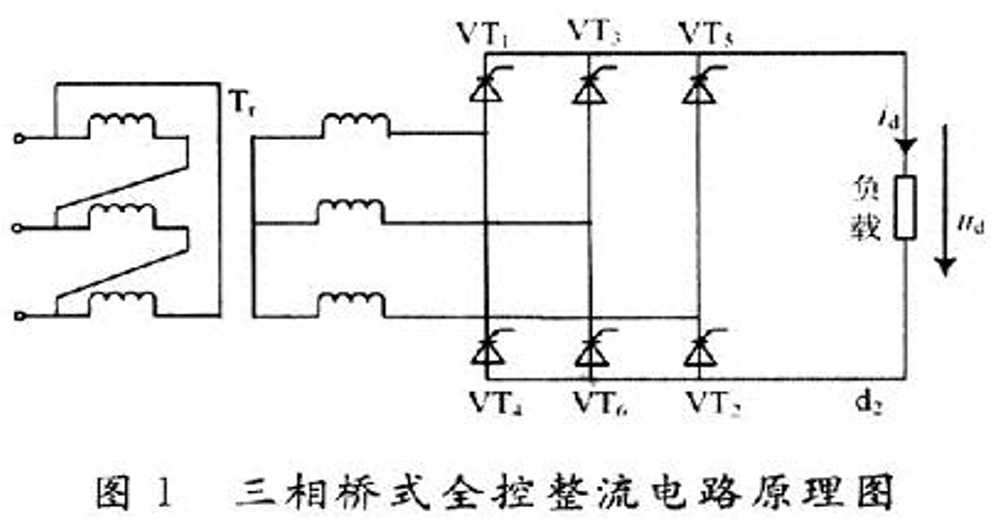 VT₁ VT₃ VT₅
Tr
id
负载
ud
VT₄ VT₆ VT₂
d₂
图 1 三相桥式全控整流电路原理图